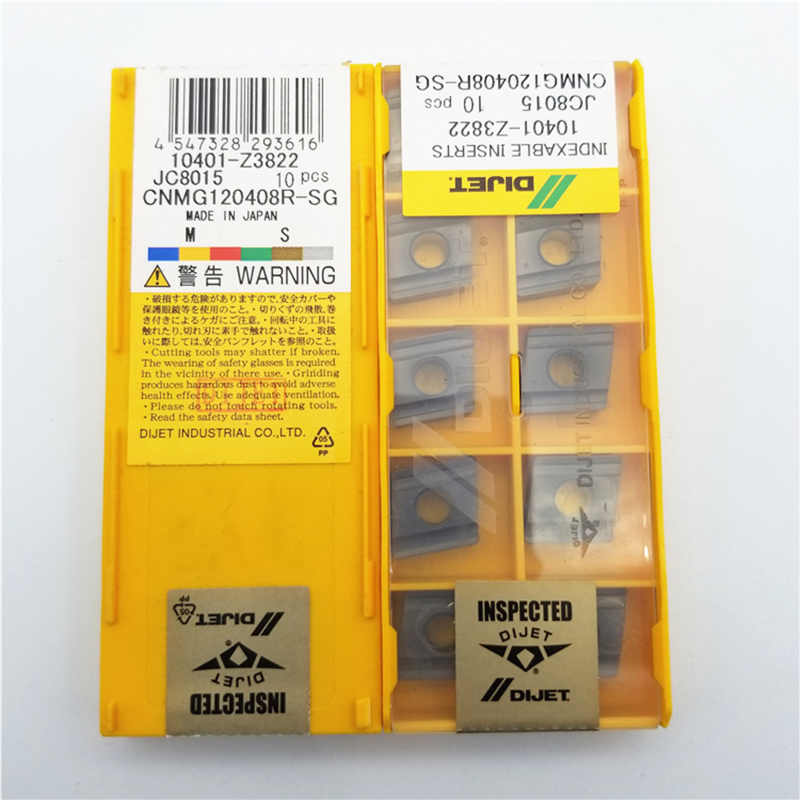 4 547328 293616
10401-Z3822
JC8015 10 pcs
CNMG120408R-SG
MADE IN JAPAN
M S
警告 WARNING
・破損する危険がありますので、安全カバーや
保護眼鏡等を使用のこと。・切りくずの飛散、巻
き付きによるケガにご注意。・回転中の工具に
触れたり、切れ刃に素手で触れないこと。・取扱
いに際しては、安全パンフレットを参照のこと。
・Cutting tools may shatter if broken.
The wearing of safety glasses is required
in the vicinity of there use.・Grinding
produces hazardous dust to avoid adverse
health effects. Use adequate ventilation.
・Please do not touch rotating tools.
・Read the safety data sheet.
DIJET INDUSTRIAL CO.,LTD.
05
PP
DIJET
05
PP
DIJET
INSPECTED
CNMG120408R-SG
JC8015 10 pcs
10401-Z3822
INDEXABLE INSERTS
DIJET
DIJET
DIJET INDUSTRIAL CO.,LTD.
DIJET
INSPECTED
DIJET
DIJET